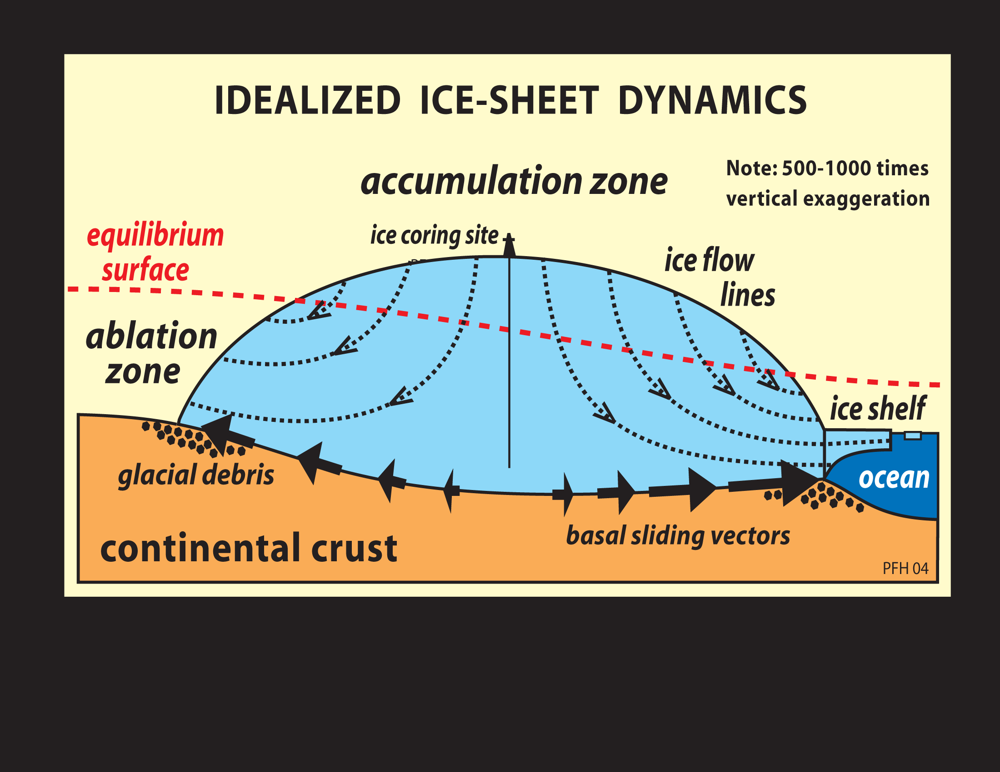 IDEALIZED ICE-SHEET DYNAMICS
accumulation zone
Note: 500-1000 times
vertical exaggeration
equilibrium
surface
ice coring site
ice flow
lines
ablation
zone
ice shelf
ocean
glacial debris
basal sliding vectors
continental crust
PFH 04